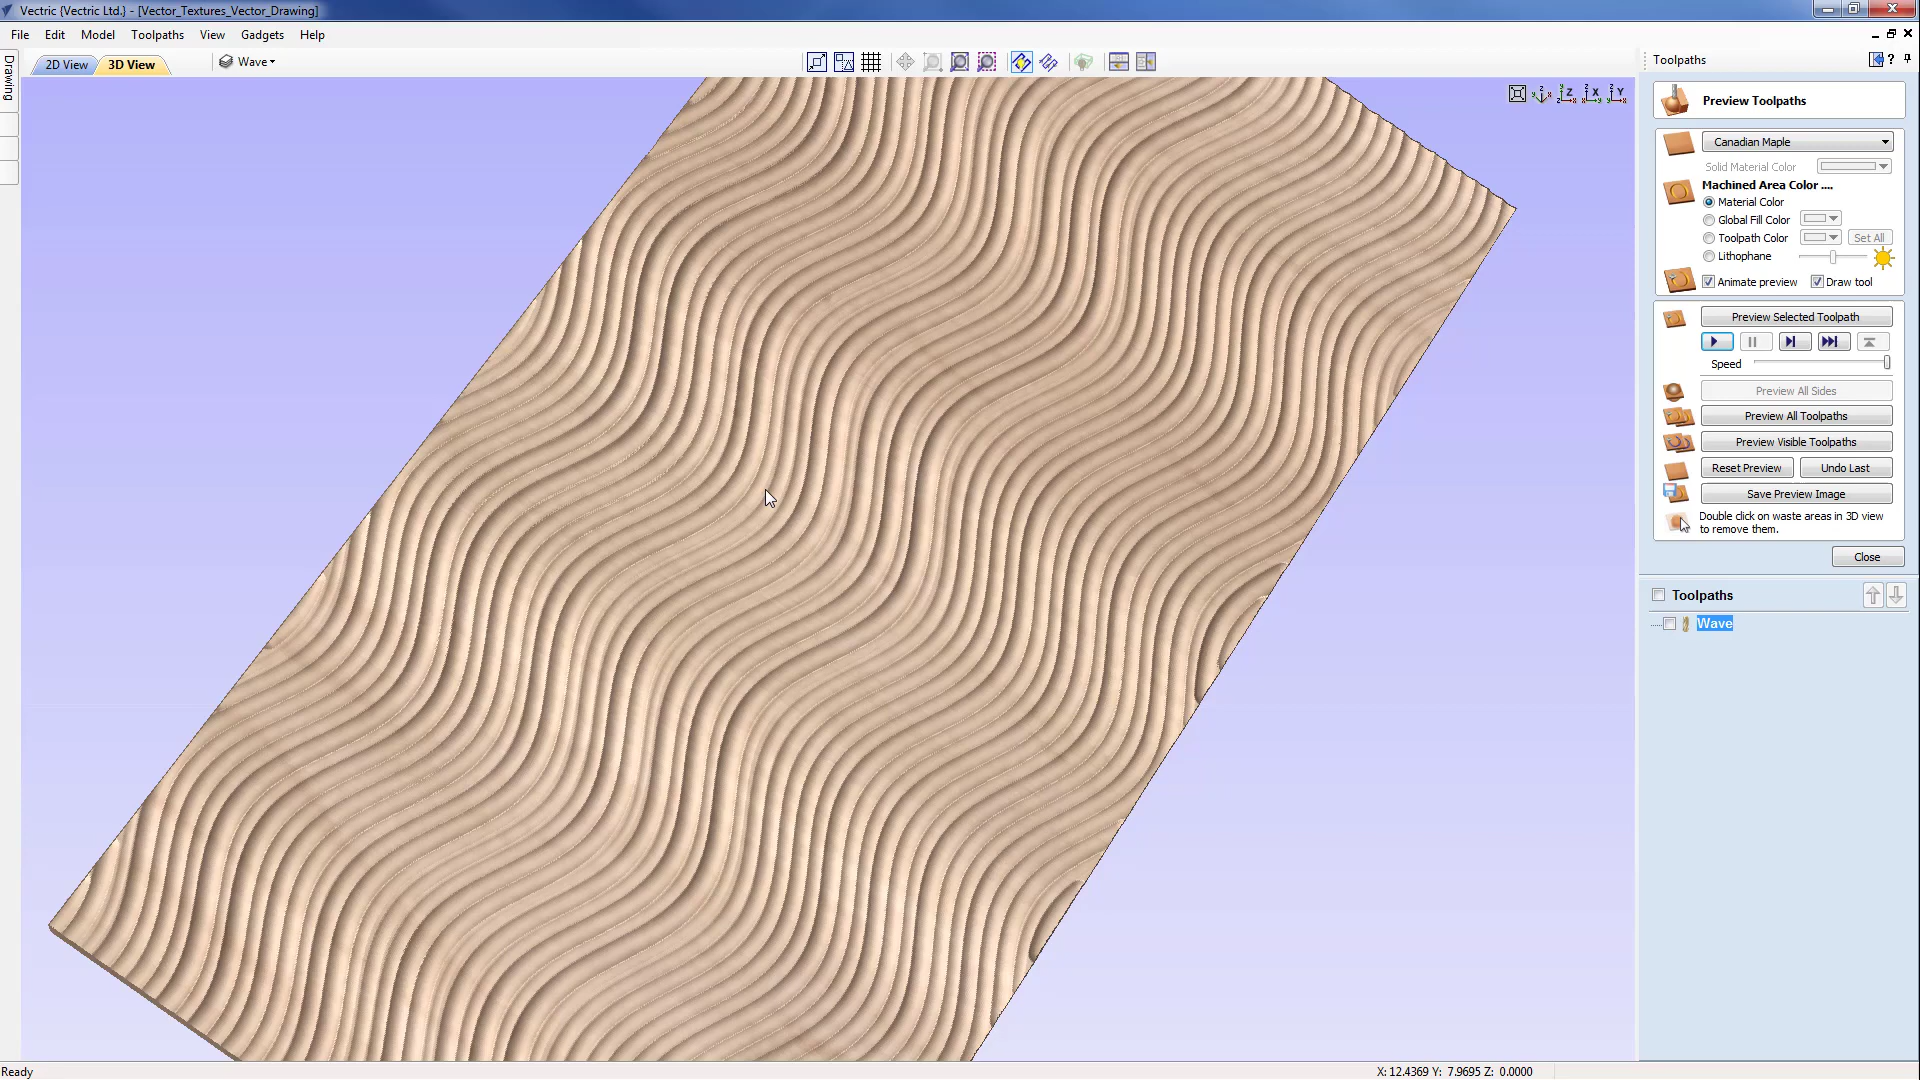 Vectric {Vectric Ltd.} - [Vector_Textures_Vector_Drawing]
File Edit Model Toolpaths View Gadgets Help
Drawing
2D View 3D View Wave
Toolpaths
Preview Toolpaths
Canadian Maple
Solid Material Color
Machined Area Color ....
Material Color
Global Fill Color
Toolpath Color Set All
Lithophane
Animate preview Draw tool
Preview Selected Toolpath
Speed
Preview All Sides
Preview All Toolpaths
Preview Visible Toolpaths
Reset Preview Undo Last
Save Preview Image
Double click on waste areas in 3D view
to remove them.
Close
Toolpaths
Wave
Ready X: 12.4369 Y: 7.9695 Z: 0.0000